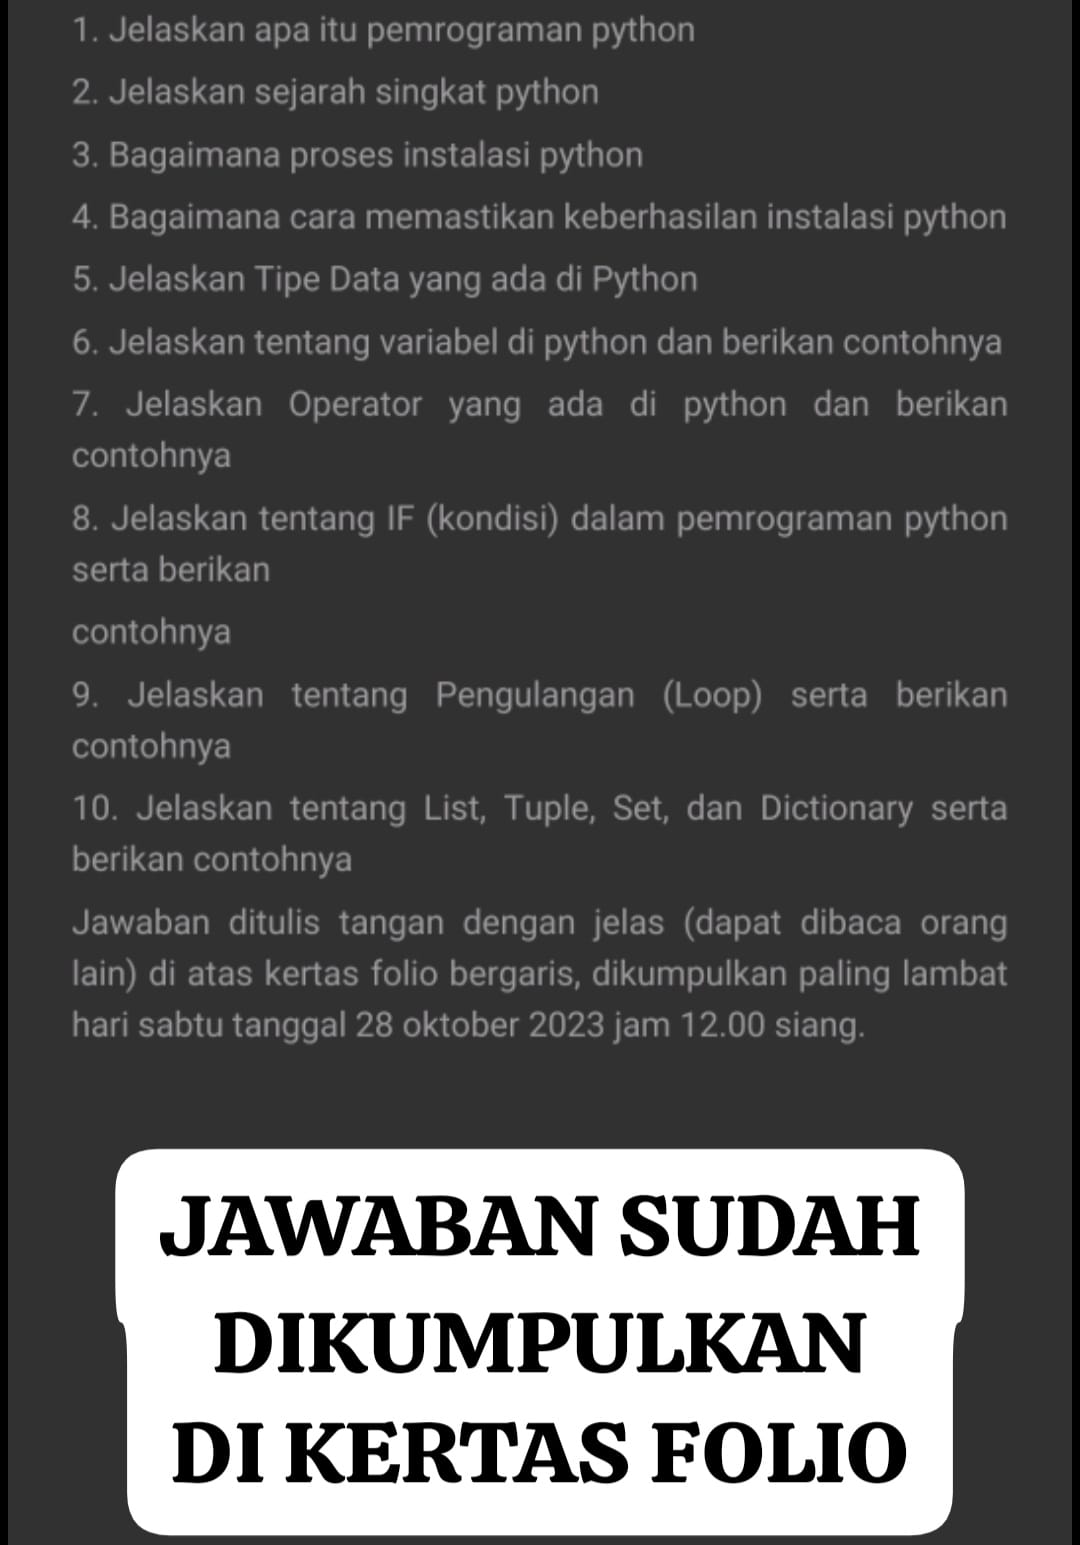 1. Jelaskan apa itu pemrograman python
2. Jelaskan sejarah singkat python
3. Bagaimana proses instalasi python
4. Bagaimana cara memastikan keberhasilan instalasi python
5. Jelaskan Tipe Data yang ada di Python
6. Jelaskan tentang variabel di python dan berikan contohnya
7. Jelaskan Operator yang ada di python dan berikan
contohnya
8. Jelaskan tentang IF (kondisi) dalam pemrograman python
serta berikan
contohnya
9. Jelaskan tentang Pengulangan (Loop) serta berikan
contohnya
10. Jelaskan tentang List, Tuple, Set, dan Dictionary serta
berikan contohnya
Jawaban ditulis tangan dengan jelas (dapat dibaca orang
lain) di atas kertas folio bergaris, dikumpulkan paling lambat
hari sabtu tanggal 28 oktober 2023 jam 12.00 siang.
JAWABAN SUDAH
DIKUMPULKAN
DI KERTAS FOLIO